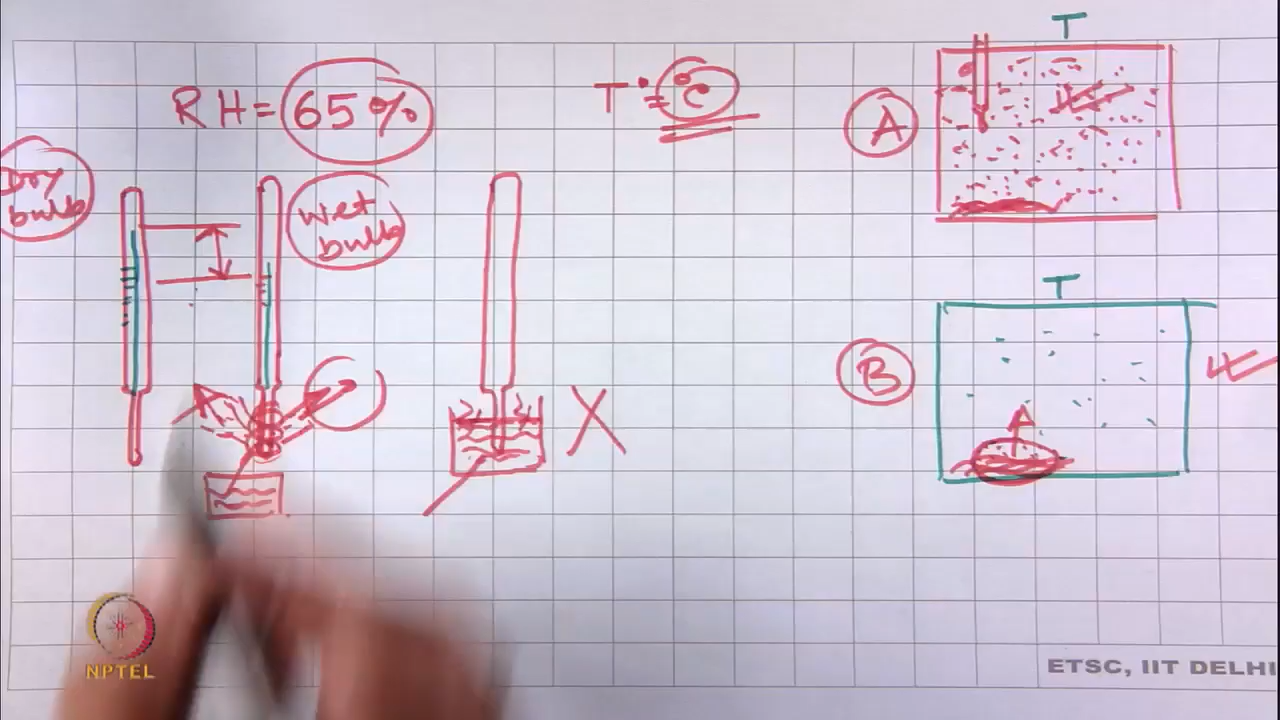 T
RH= 65%
T° = °C
A
Dry
bulb
Wet
bulb
T
B
X
NPTEL
ETSC, IIT DELHI